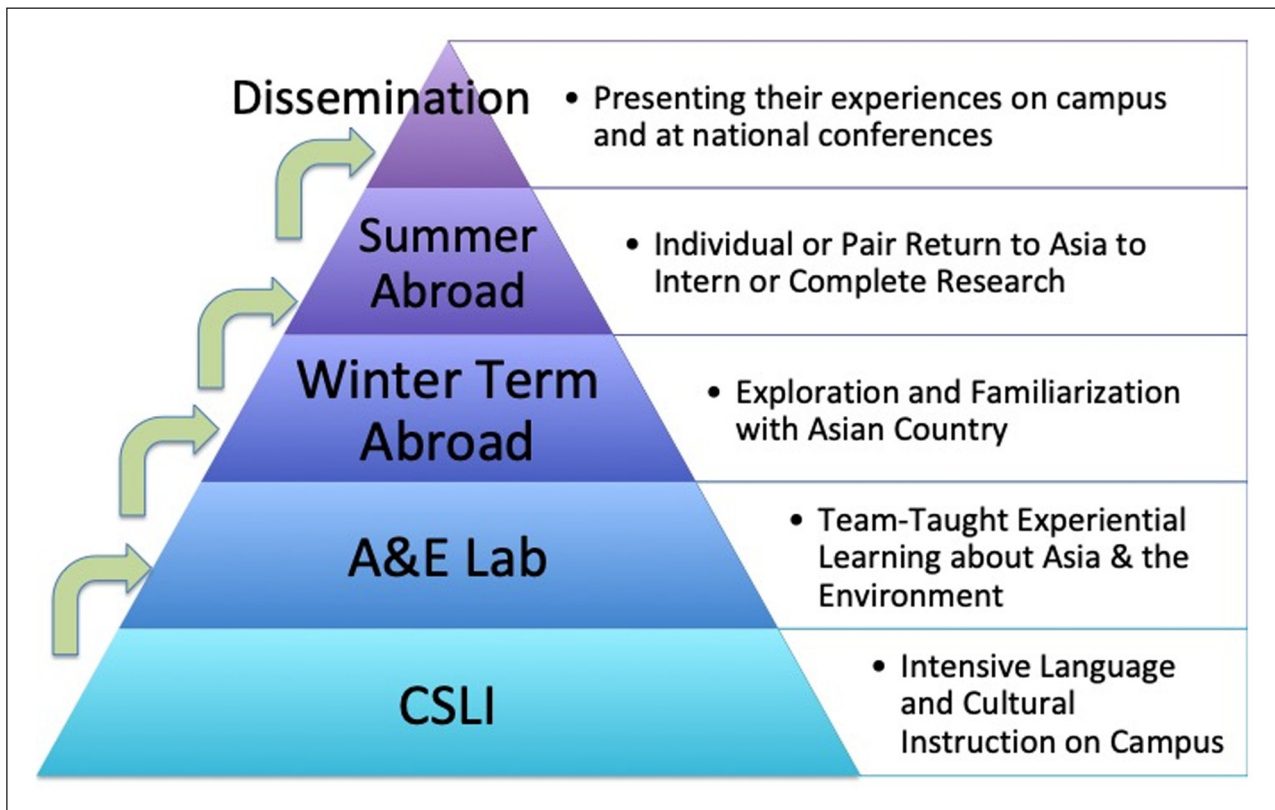 Dissemination
• Presenting their experiences on campus
and at national conferences
Summer
Abroad
• Individual or Pair Return to Asia to
Intern or Complete Research
Winter Term
Abroad
• Exploration and Familiarization
with Asian Country
A&E Lab
• Team-Taught Experiential
Learning about Asia & the
Environment
CSLI
• Intensive Language
and Cultural
Instruction on Campus